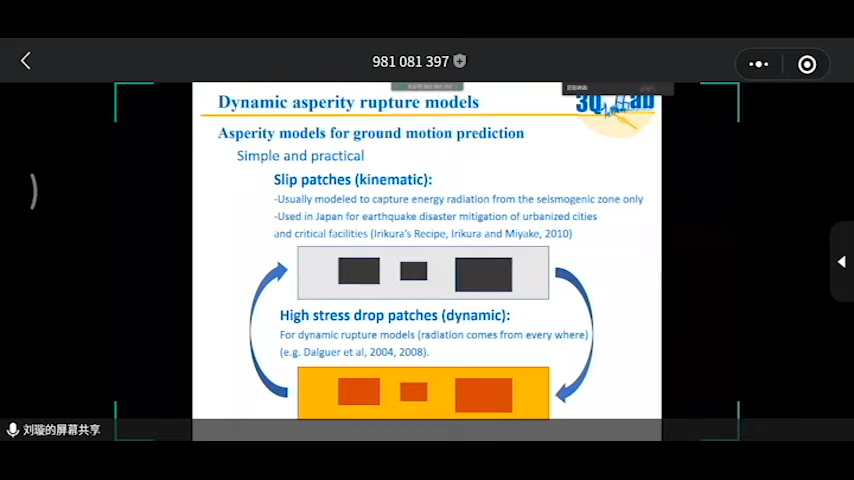 981 081 397
Dynamic asperity rupture models
3Q Lab
Asperity models for ground motion prediction
Simple and practical
Slip patches (kinematic):
-Usually modeled to capture energy radiation from the seismogenic zone only
-Used in Japan for earthquake disaster mitigation of urbanized cities
and critical facilities (Irikura's Recipe, Irikura and Miyake, 2010)
High stress drop patches (dynamic):
For dynamic rupture models (radiation comes from every where)
(e.g. Dalguer et al, 2004, 2008).
刘璇的屏幕共享